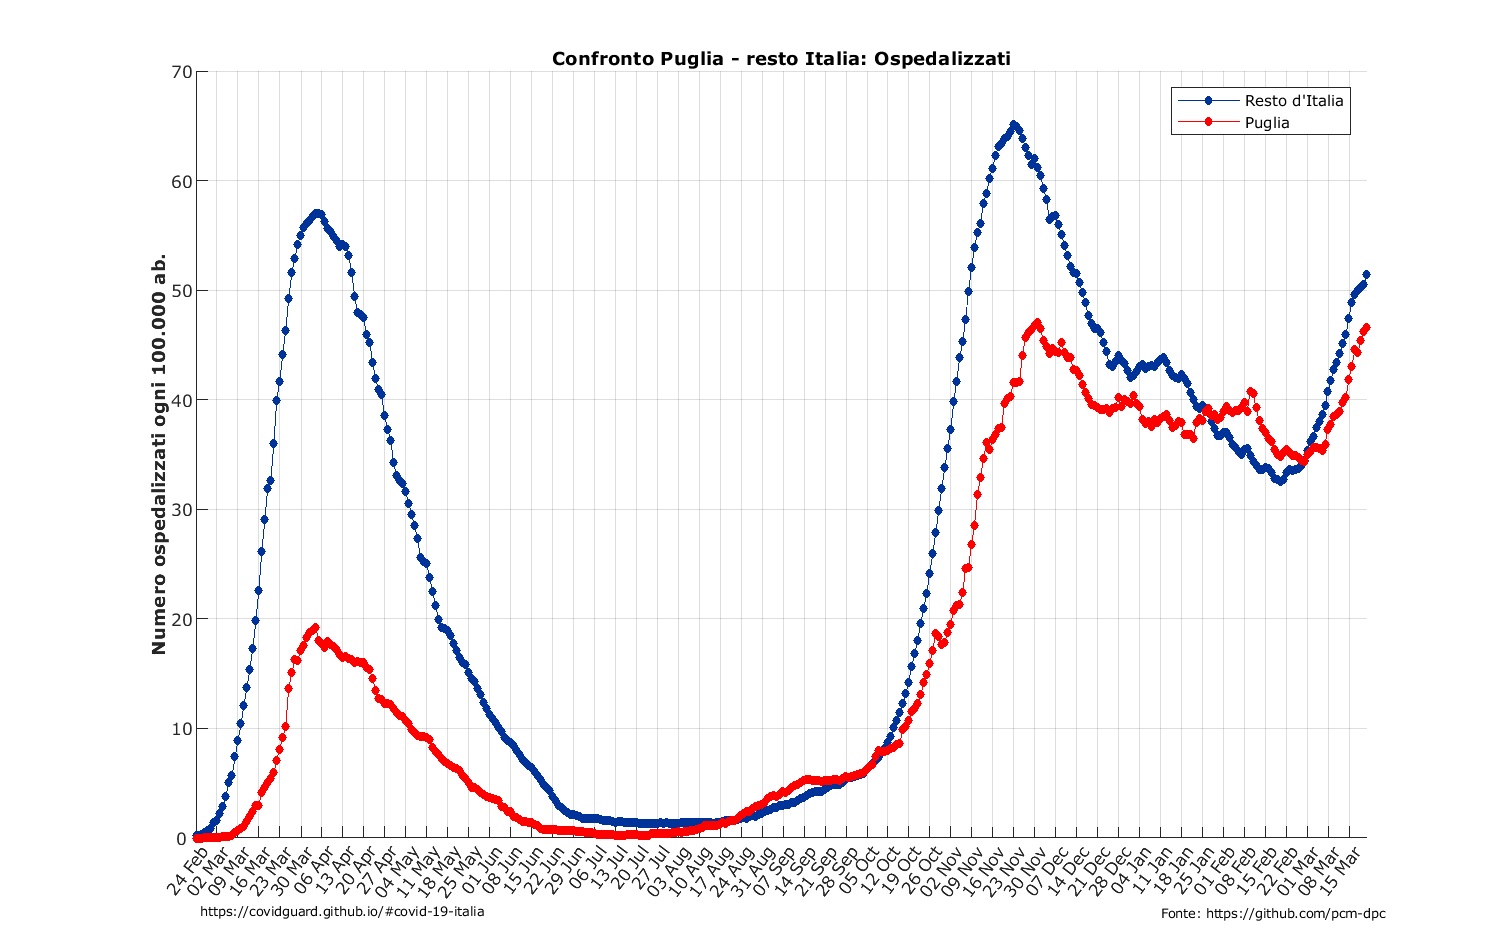 Confronto Puglia - resto Italia: Ospedalizzati
Resto d'Italia
Puglia
Numero ospedalizzati ogni 100.000 ab.
70
60
50
40
30
20
10
0
24 Feb
02 Mar
09 Mar
16 Mar
23 Mar
30 Mar
06 Apr
13 Apr
20 Apr
27 Apr
04 May
11 May
18 May
25 May
01 Jun
08 Jun
15 Jun
22 Jun
29 Jun
06 Jul
13 Jul
20 Jul
27 Jul
03 Aug
10 Aug
17 Aug
24 Aug
31 Aug
07 Sep
14 Sep
21 Sep
28 Sep
05 Oct
12 Oct
19 Oct
26 Oct
02 Nov
09 Nov
16 Nov
23 Nov
30 Nov
07 Dec
14 Dec
21 Dec
28 Dec
04 Jan
11 Jan
18 Jan
25 Jan
01 Feb
08 Feb
15 Feb
22 Feb
01 Mar
08 Mar
15 Mar
https://covidguard.github.io/#covid-19-italia
Fonte: https://github.com/pcm-dpc